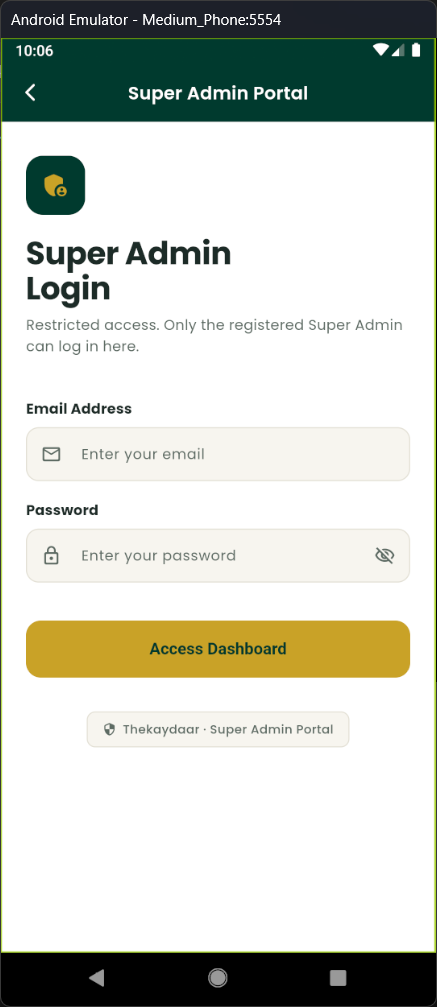 Android Emulator - Medium_Phone:5554
10:06
Super Admin Portal
Super Admin
Login
Restricted access. Only the registered Super Admin
can log in here.
Email Address
Enter your email
Password
Enter your password
Access Dashboard
Thekaydaar · Super Admin Portal